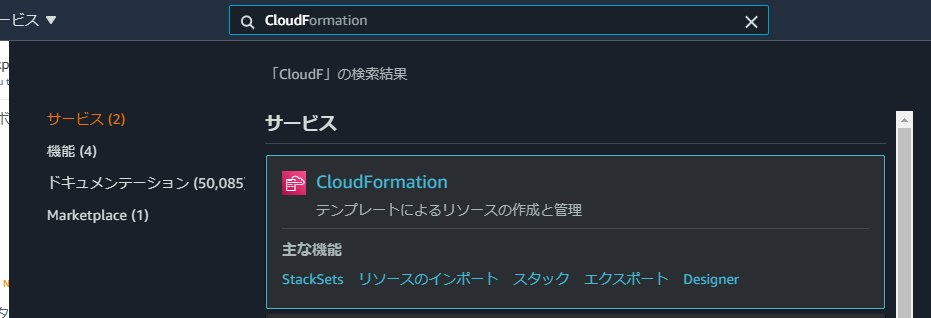 ービス ▼
CloudFormation
「CloudF」の検索結果
サービス (2)
サービス
機能 (4)
CloudFormation
ドキュメンテーション (50,085)
テンプレートによるリソースの作成と管理
Marketplace (1)
主な機能
StackSets リソースのインポート スタック エクスポート Designer